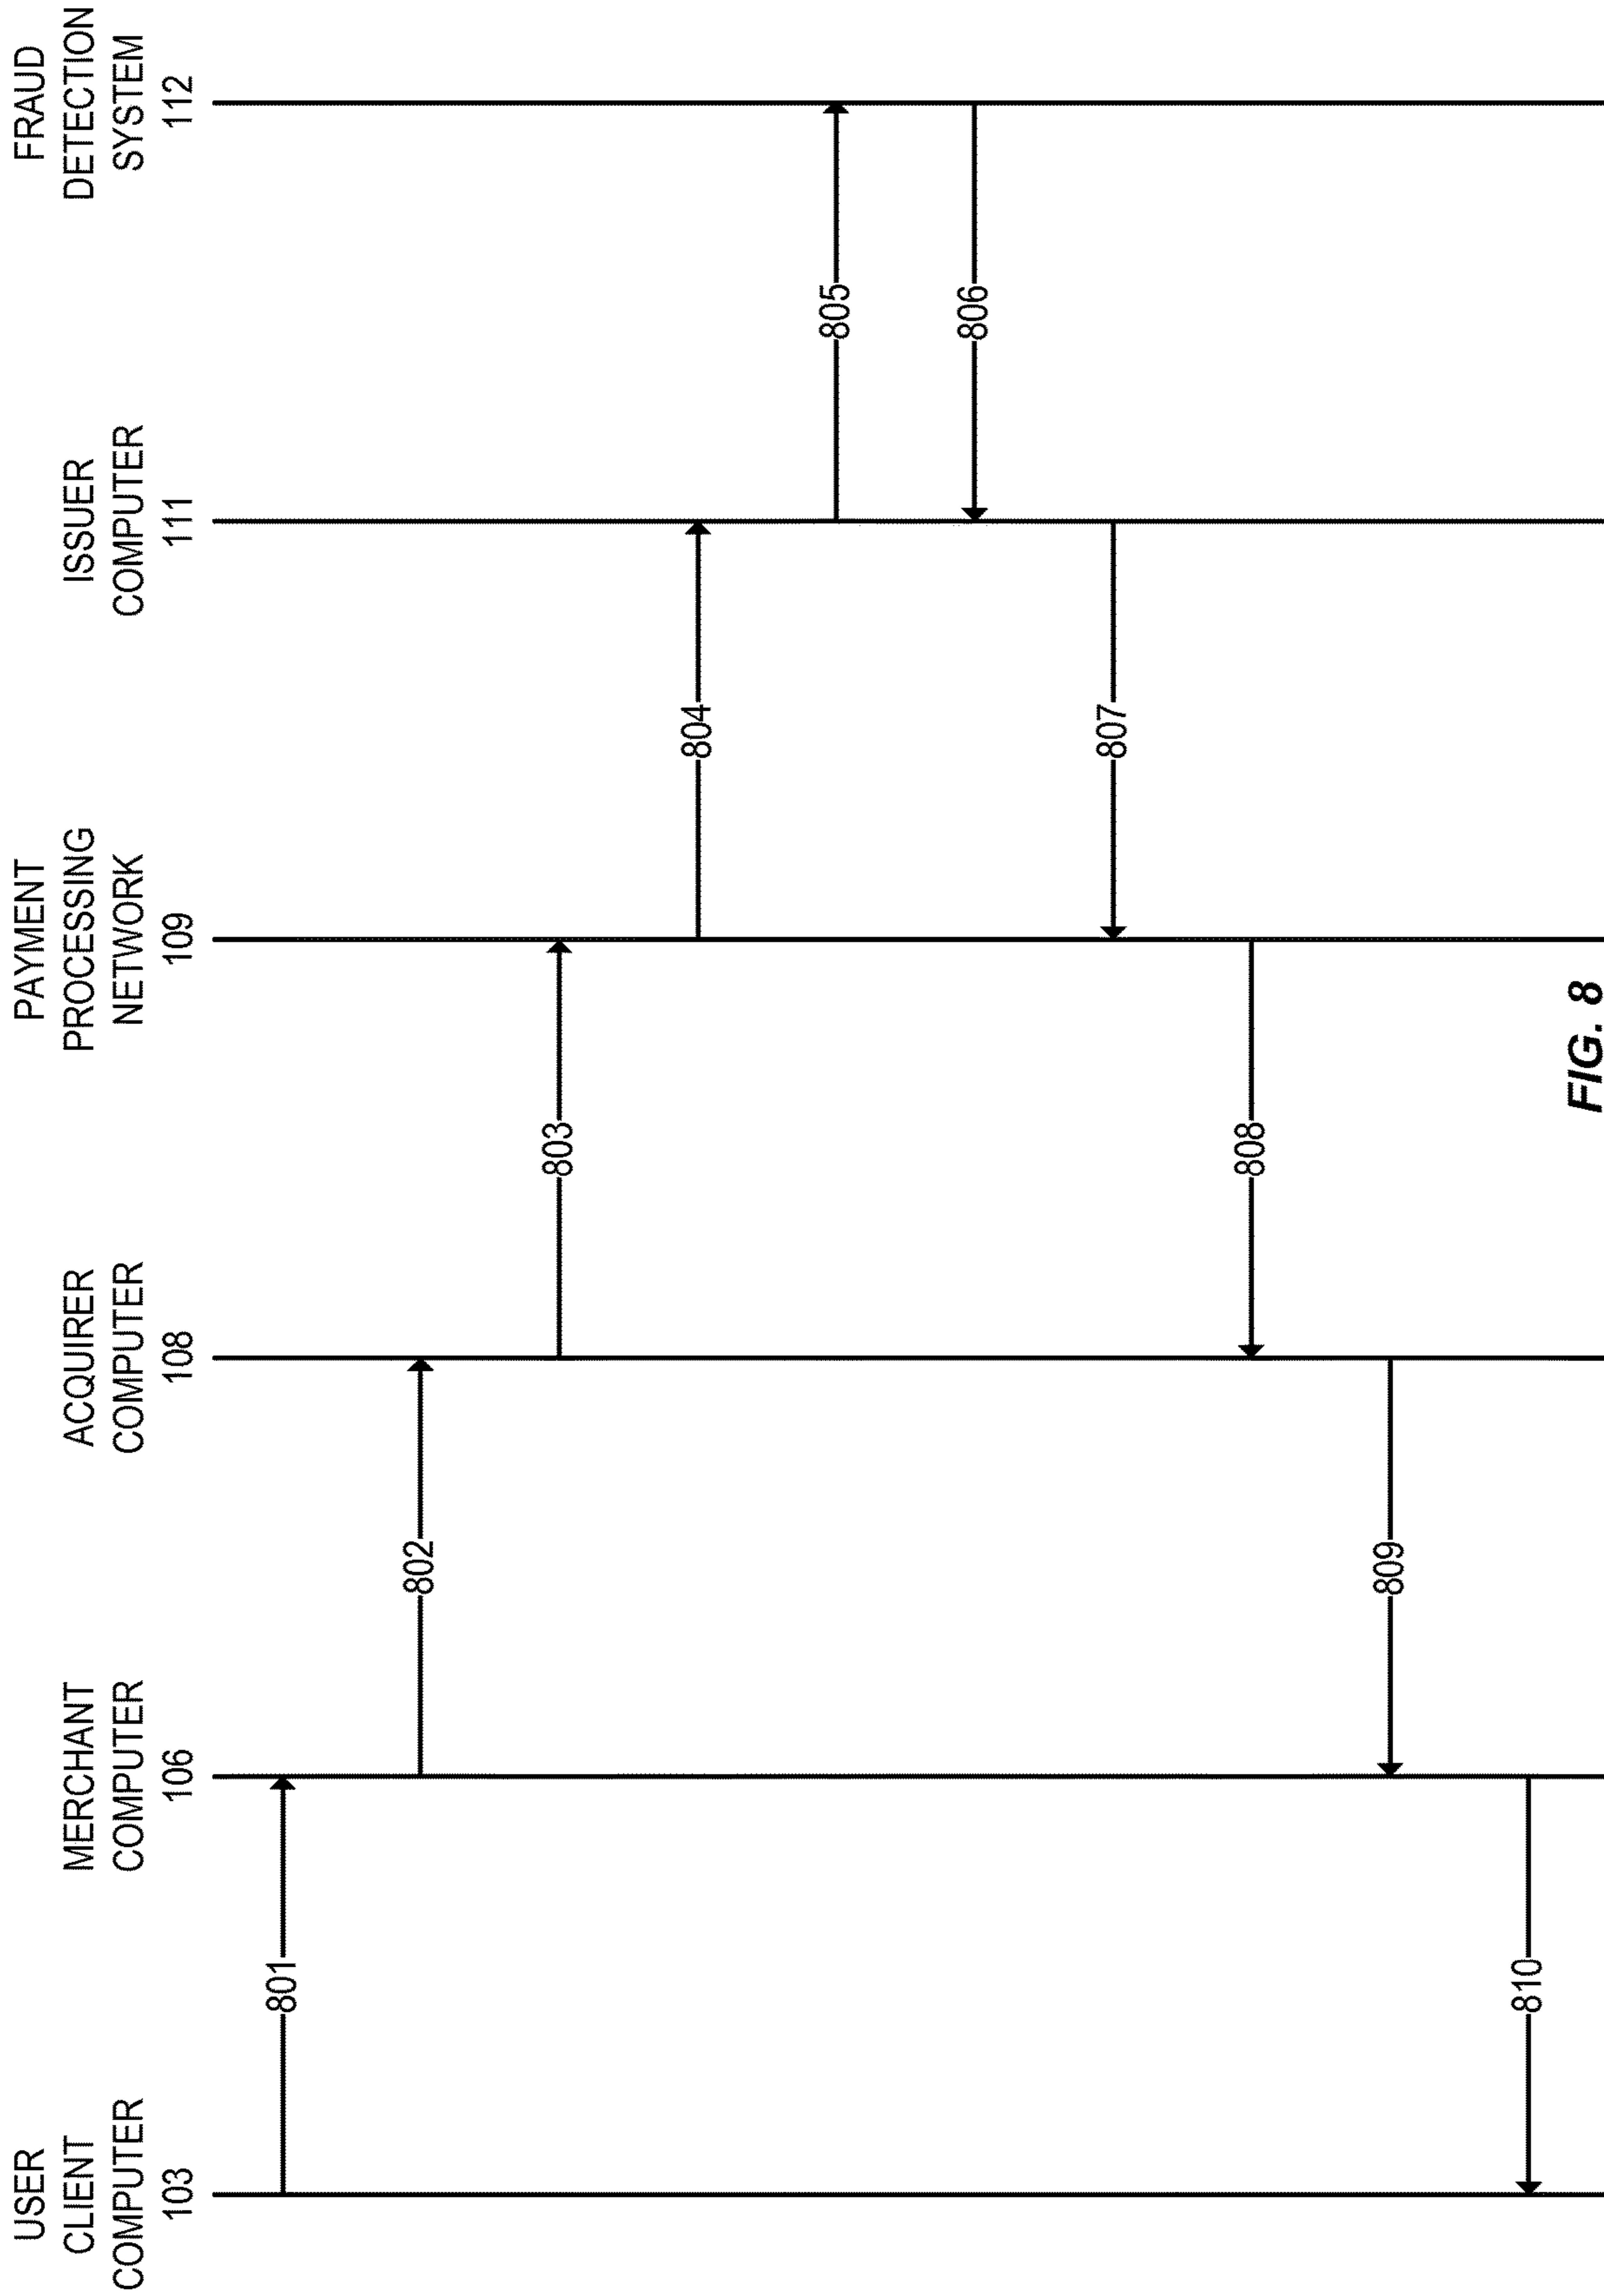 USER
CLIENT
COMPUTER
103
MERCHANT
COMPUTER
106
ACQUIRER
COMPUTER
108
PAYMENT
PROCESSING
NETWORK
109
ISSUER
COMPUTER
111
FRAUD
DETECTION
SYSTEM
112
801
802
803
804
805
806
807
808
809
810
FIG. 8